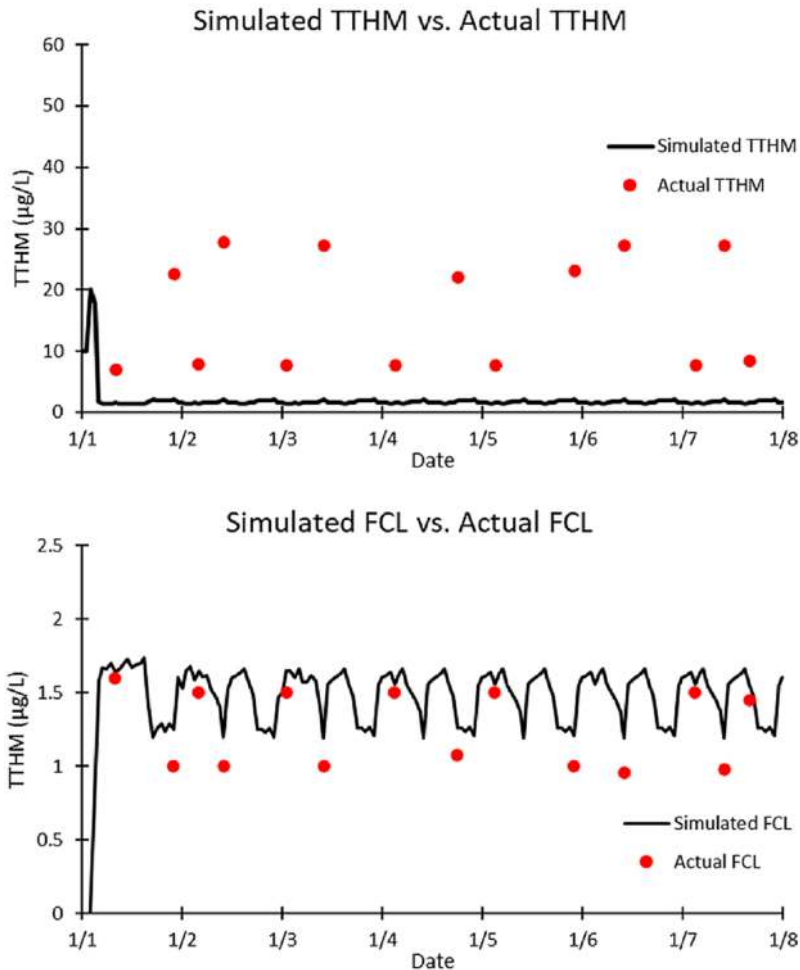 Simulated TTHM vs. Actual TTHM
60
50
40
30
20
10
0
TTHM (µg/L)
Simulated TTHM
Actual TTHM
1/1 1/2 1/3 1/4 1/5 1/6 1/7 1/8
Date
Simulated FCL vs. Actual FCL
2.5
2
1.5
1
0.5
0
TTHM (µg/L)
Simulated FCL
Actual FCL
1/1 1/2 1/3 1/4 1/5 1/6 1/7 1/8
Date